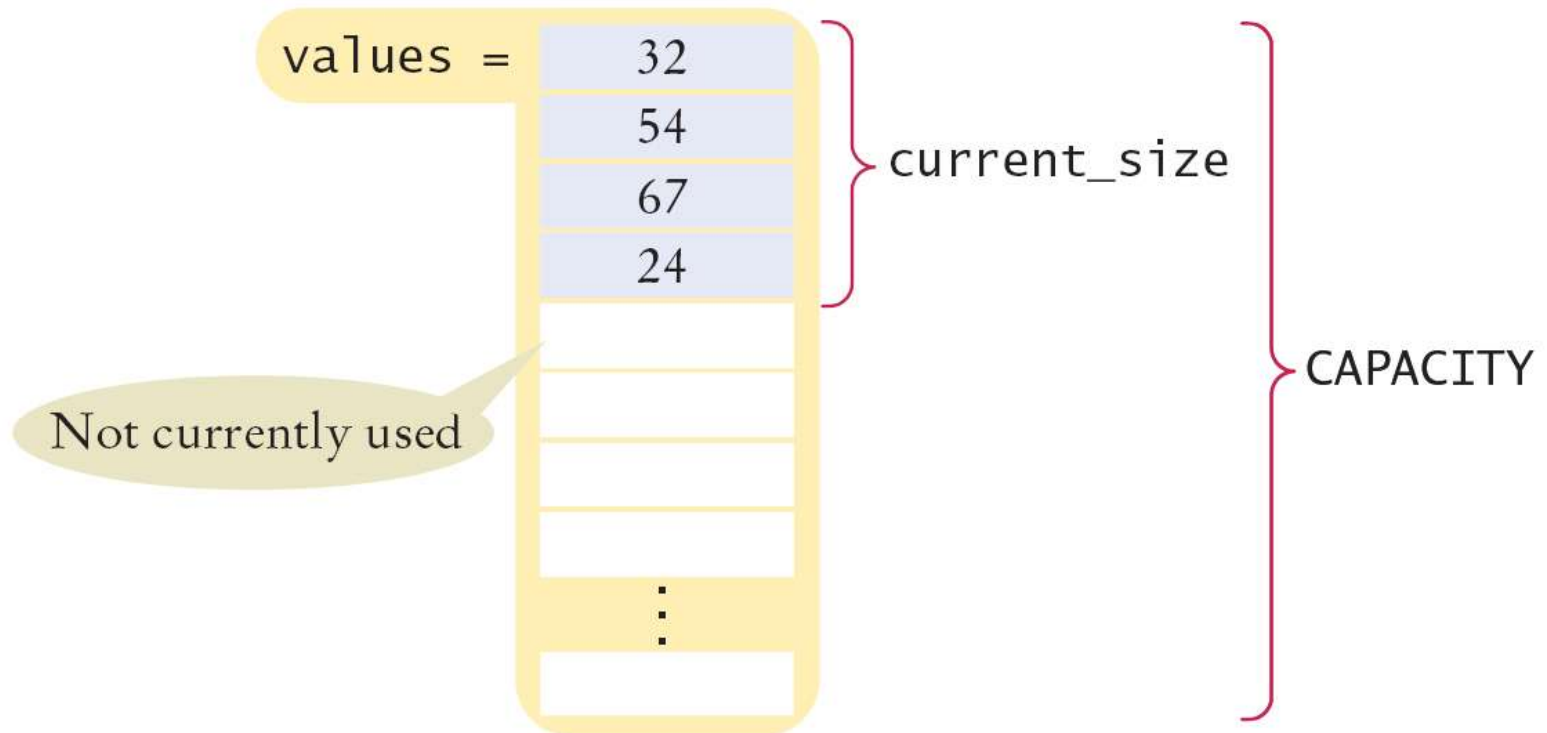 values =
32
54
67
24
current_size
Not currently used
CAPACITY